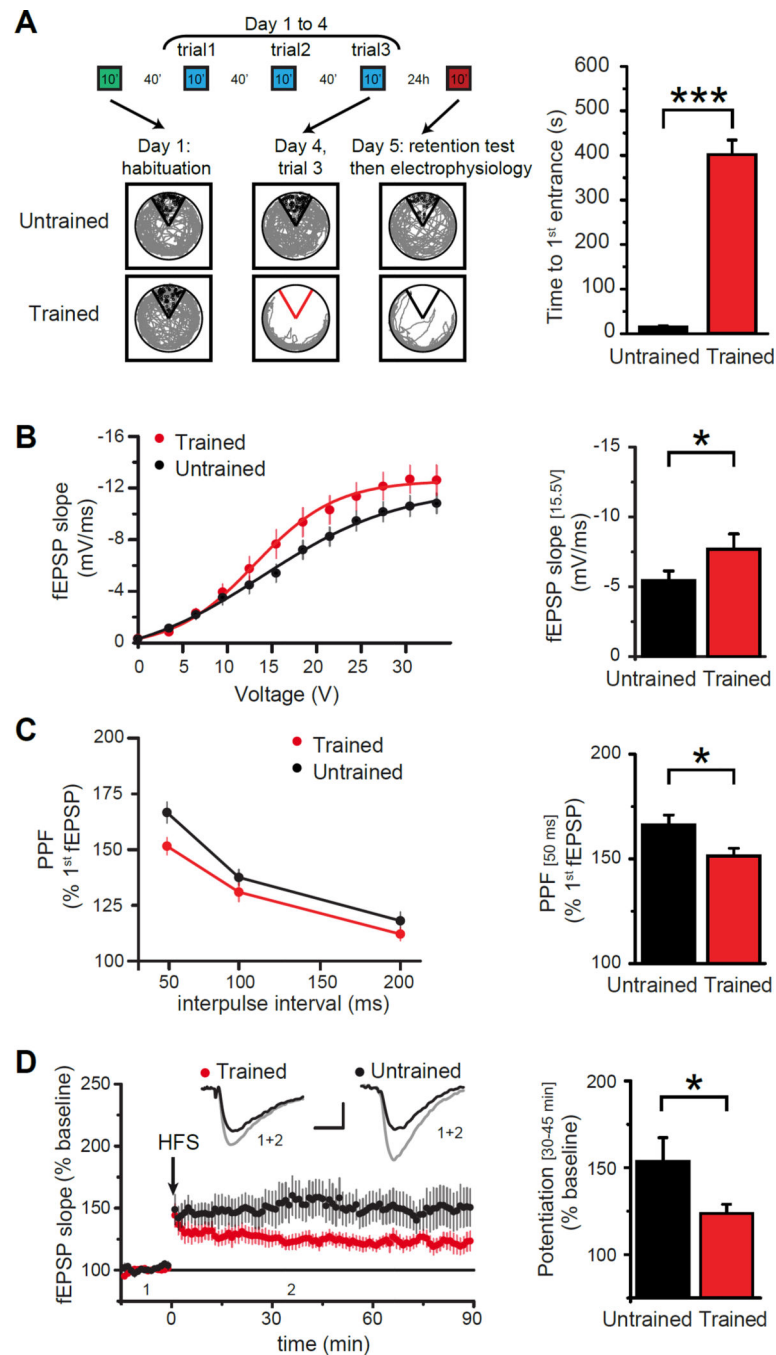 A
Day 1 to 4
trial1 trial2 trial3
10' 40' 10' 40' 10' 40' 10' 24h 10'
Day 1: habituation
Day 4, trial 3
Day 5: retention test then electrophysiology
Untrained
Trained
Time to 1st entrance (s)
600
500
400
300
200
100
0
***
Untrained Trained
B
fEPSP slope (mV/ms)
-16
-12
-8
-4
0
Trained
Untrained
0 5 10 15 20 25 30
Voltage (V)
fEPSP slope [15.5V] (mV/ms)
-15
-10
-5
0
*
Untrained Trained
C
PPF (% 1st fEPSP)
200
175
150
125
100
Trained
Untrained
50 100 150 200
interpulse interval (ms)
PPF [50 ms] (% 1st fEPSP)
200
150
100
*
Untrained Trained
D
fEPSP slope (% baseline)
250
200
150
100
Trained
Untrained
HFS
1+2
1+2
1
2
0 30 60 90
time (min)
Potentiation [30-45 min] (% baseline)
200
150
100
*
Untrained Trained